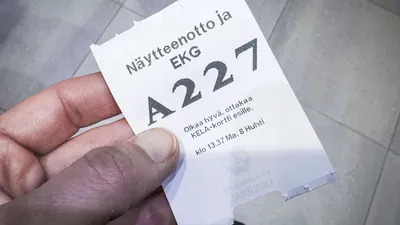 Näytteenotto ja
EKG
A227
Olkaa hyvä, ottakaa
KELA-kortti esille.
klo 13.37 Ma. 8 Huhti